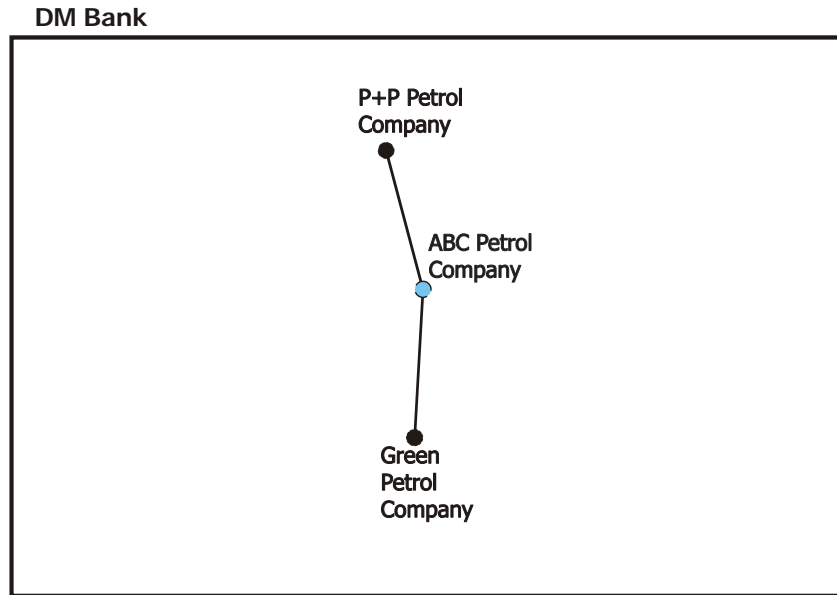 DM Bank
P+P Petrol
Company
ABC Petrol
Company
Green
Petrol
Company